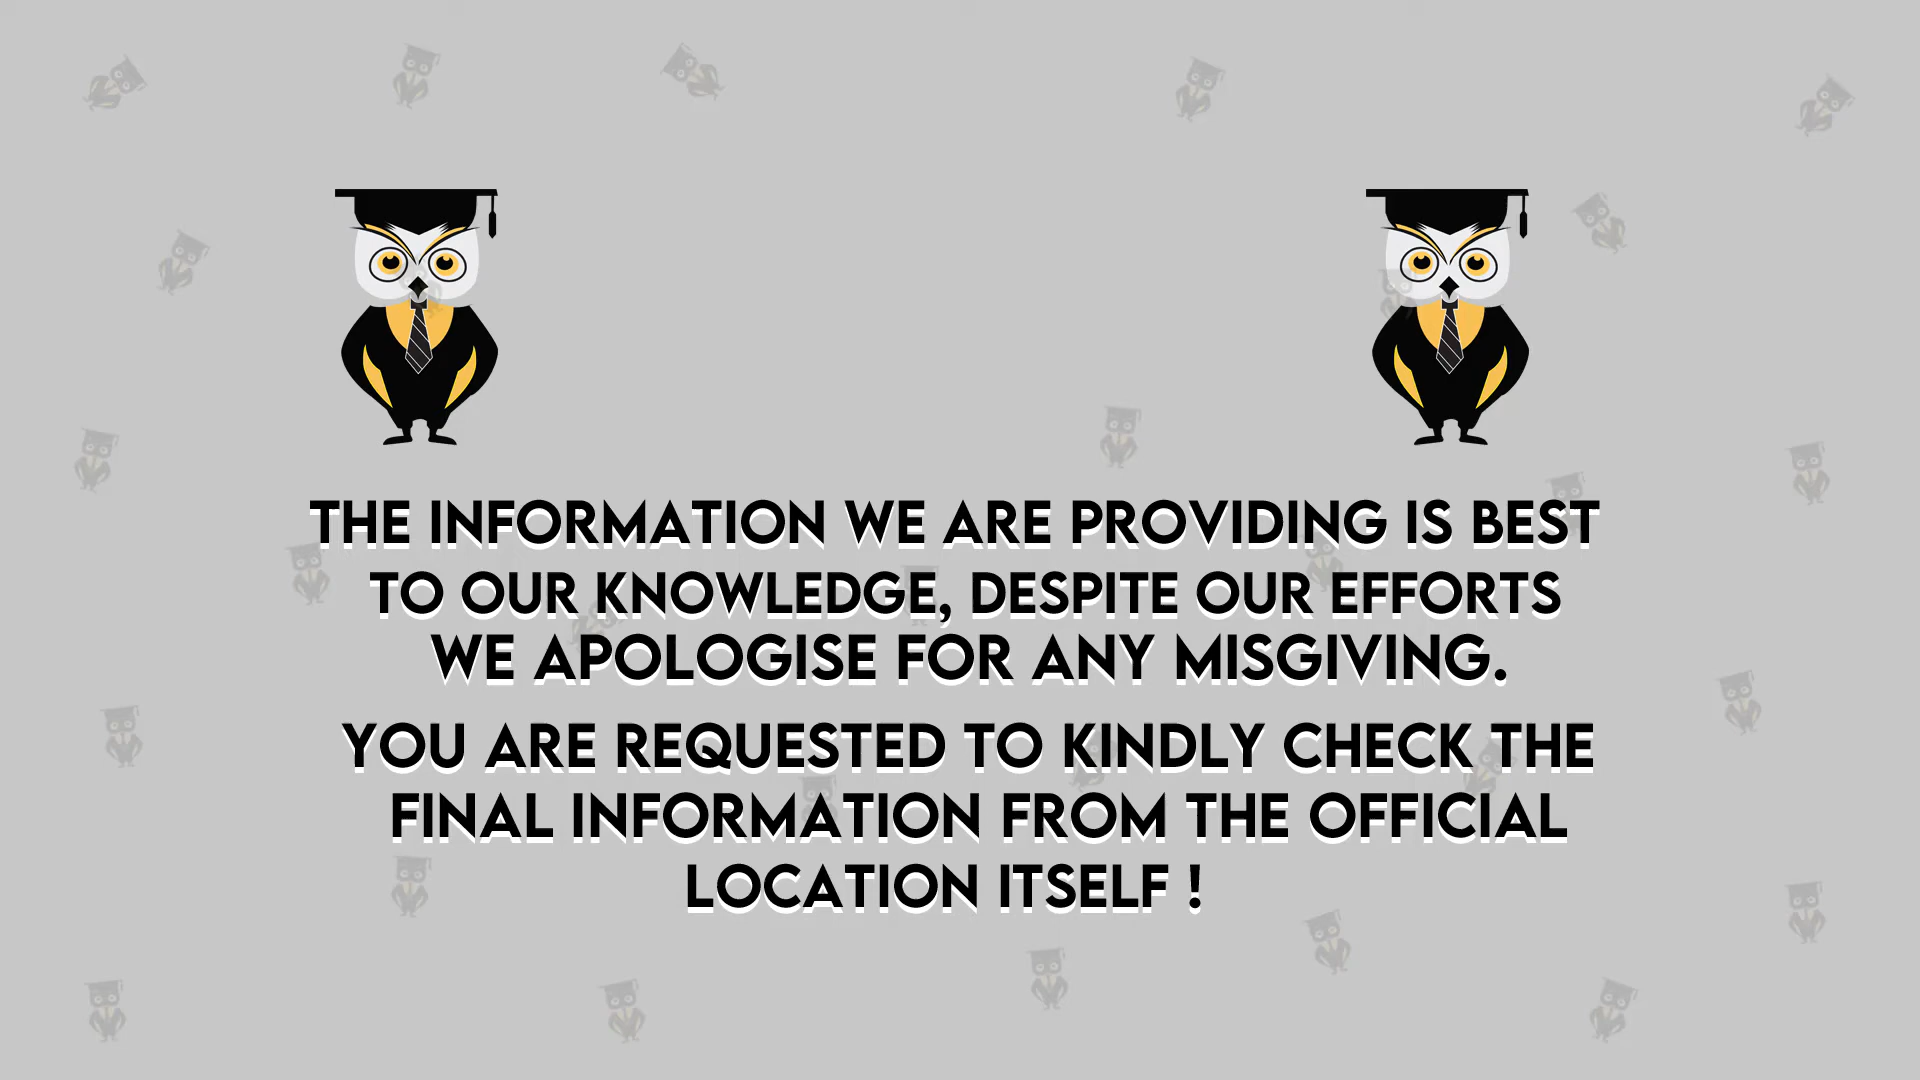 THE INFORMATION WE ARE PROVIDING IS BEST
TO OUR KNOWLEDGE, DESPITE OUR EFFORTS
WE APOLOGISE FOR ANY MISGIVING.
YOU ARE REQUESTED TO KINDLY CHECK THE
FINAL INFORMATION FROM THE OFFICIAL
LOCATION ITSELF !